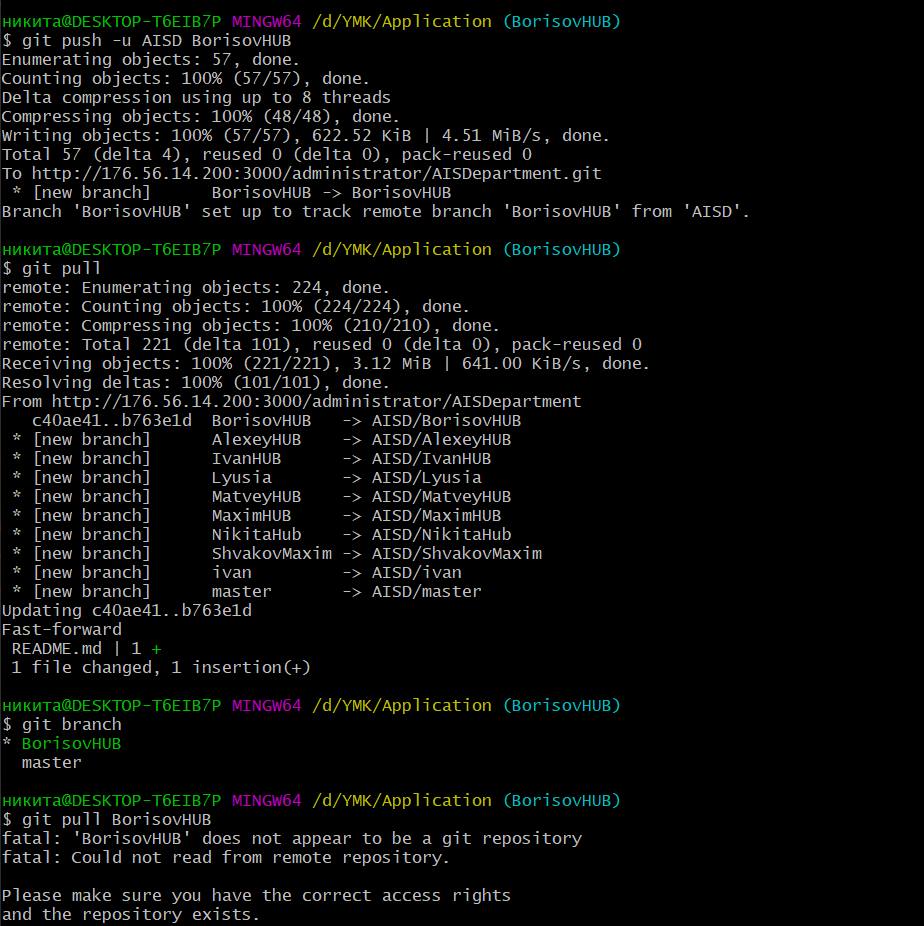 никита@DESKTOP-T6EIB7P MINGW64 /d/YMK/Application (BorisovHUB)
$ git push -u AISD BorisovHUB
Enumerating objects: 57, done.
Counting objects: 100% (57/57), done.
Delta compression using up to 8 threads
Compressing objects: 100% (48/48), done.
Writing objects: 100% (57/57), 622.52 KiB | 4.51 MiB/s, done.
Total 57 (delta 4), reused 0 (delta 0), pack-reused 0
To http://176.56.14.200:3000/administrator/AISDepartment.git
 * [new branch]      BorisovHUB -> BorisovHUB
Branch 'BorisovHUB' set up to track remote branch 'BorisovHUB' from 'AISD'.

никита@DESKTOP-T6EIB7P MINGW64 /d/YMK/Application (BorisovHUB)
$ git pull
remote: Enumerating objects: 224, done.
remote: Counting objects: 100% (224/224), done.
remote: Compressing objects: 100% (210/210), done.
remote: Total 221 (delta 101), reused 0 (delta 0), pack-reused 0
Receiving objects: 100% (221/221), 3.12 MiB | 641.00 KiB/s, done.
Resolving deltas: 100% (101/101), done.
From http://176.56.14.200:3000/administrator/AISDepartment
   c40ae41..b763e1d  BorisovHUB   -> AISD/BorisovHUB
 * [new branch]      AlexeyHUB    -> AISD/AlexeyHUB
 * [new branch]      IvanHUB      -> AISD/IvanHUB
 * [new branch]      Lyusia       -> AISD/Lyusia
 * [new branch]      MatveyHUB    -> AISD/MatveyHUB
 * [new branch]      MaximHUB     -> AISD/MaximHUB
 * [new branch]      NikitaHub    -> AISD/NikitaHub
 * [new branch]      ShvakovMaxim -> AISD/ShvakovMaxim
 * [new branch]      ivan         -> AISD/ivan
 * [new branch]      master       -> AISD/master
Updating c40ae41..b763e1d
Fast-forward
 README.md | 1 +
 1 file changed, 1 insertion(+)

никита@DESKTOP-T6EIB7P MINGW64 /d/YMK/Application (BorisovHUB)
$ git branch
* BorisovHUB
  master

никита@DESKTOP-T6EIB7P MINGW64 /d/YMK/Application (BorisovHUB)
$ git pull BorisovHUB
fatal: 'BorisovHUB' does not appear to be a git repository
fatal: Could not read from remote repository.

Please make sure you have the correct access rights
and the repository exists.